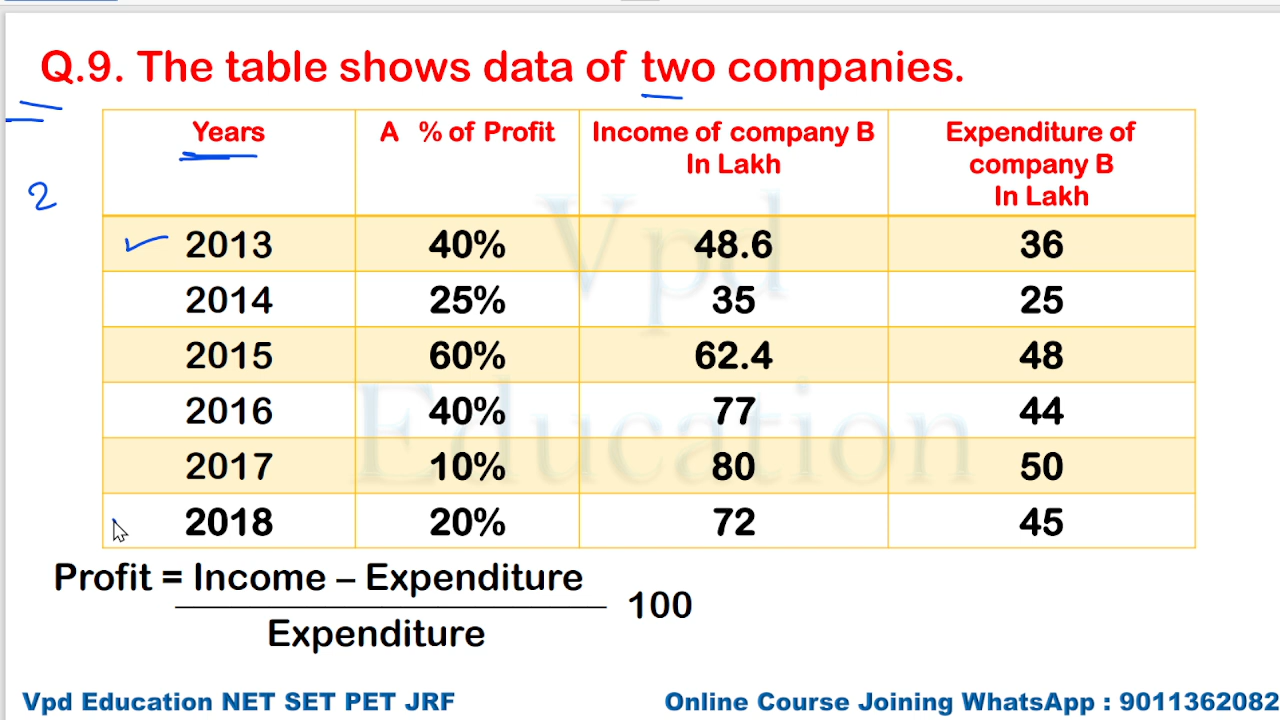 Q.9. The table shows data of two companies.
Years A % of Profit Income of company B In Lakh Expenditure of company B In Lakh
2
2013 40% 48.6 36
2014 25% 35 25
2015 60% 62.4 48
2016 40% 77 44
2017 10% 80 50
2018 20% 72 45
Profit = Income – Expenditure
100
Expenditure
Vpd Education
Vpd Education NET SET PET JRF Online Course Joining WhatsApp : 9011362082